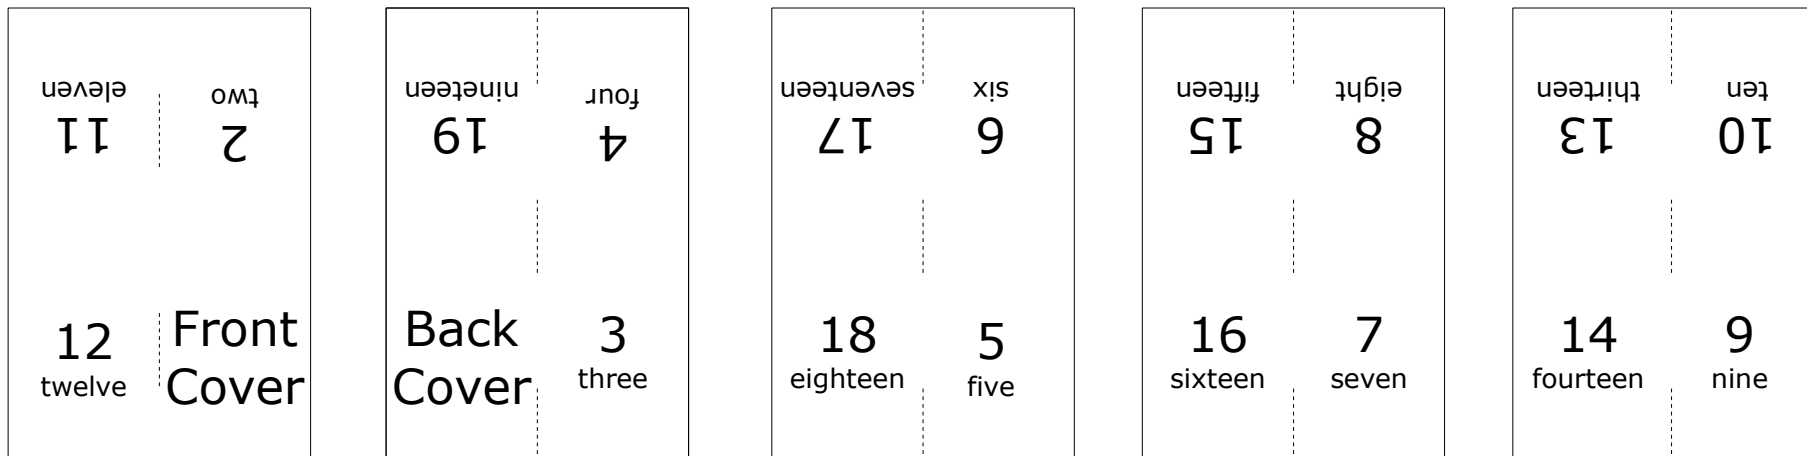 eleven
11
two
2
12
twelve
Front
Cover
nineteen
19
four
4
Back
Cover
3
three
seventeen
17
six
6
18
eighteen
5
five
fifteen
15
eight
8
16
sixteen
7
seven
thirteen
13
ten
10
14
fourteen
9
nine